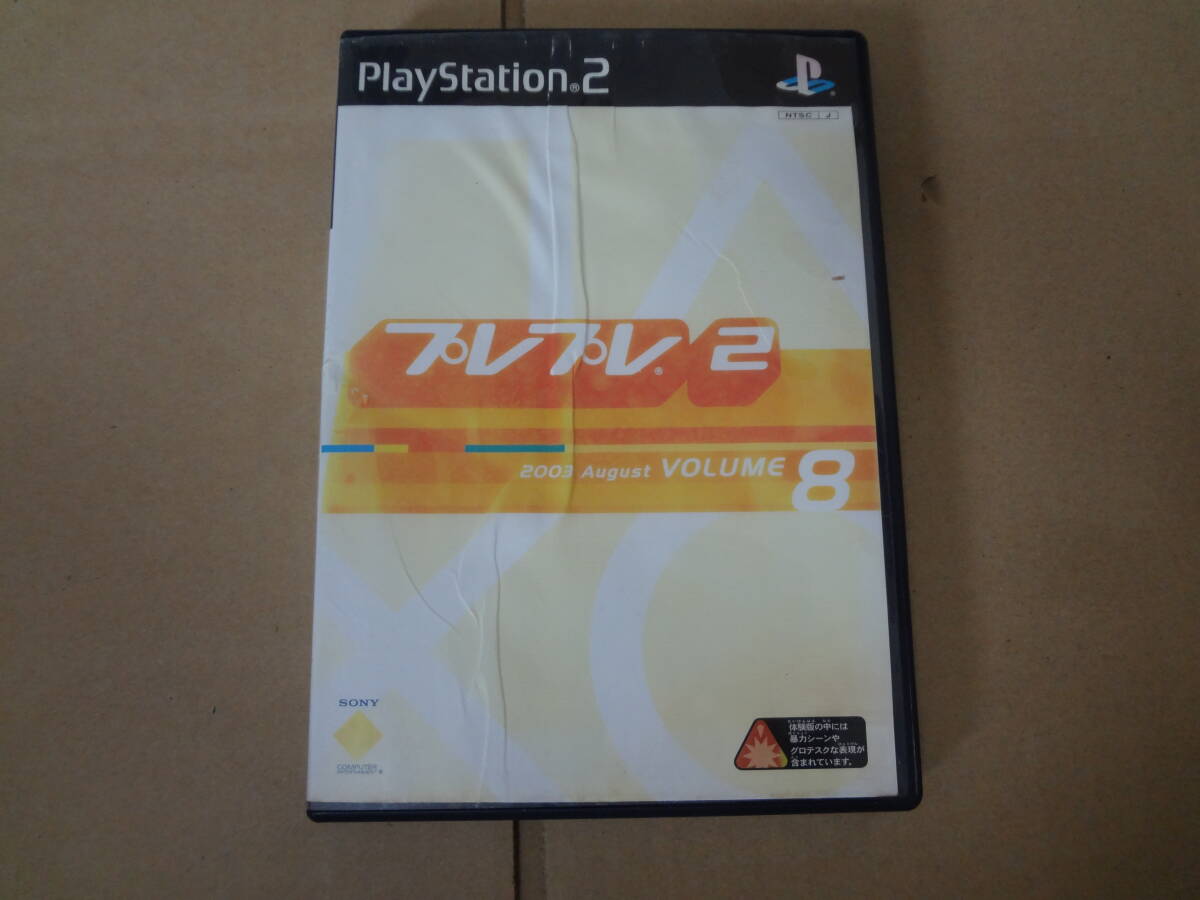 PlayStation®2
NTSC J
プレプレ® 2
2003 August VOLUME 8
SONY
COMPUTER
ENTERTAINMENT®
体験版の中には
暴力シーンや
グロテスクな表現が
含まれています。